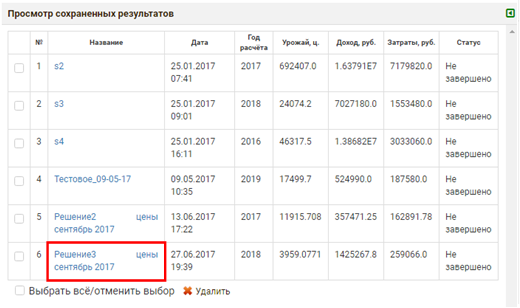 Просмотр сохраненных результатов
№ Название Дата Год расчёта Урожай, ц. Доход, руб. Затраты, руб. Статус
1 s2 25.01.2017 07:41 2017 692407.0 1.63791E7 7179820.0 Не завершено
2 s3 25.01.2017 09:01 2018 24074.2 7027180.0 1553480.0 Не завершено
3 s4 25.01.2017 16:11 2016 46317.5 1.38682E7 3033060.0 Не завершено
4 Тестовое_09-05-17 09.05.2017 10:35 2019 17499.7 524990.0 187580.0 Не завершено
5 Решение2 цены сентябрь 2017 13.06.2017 17:22 2017 11915.708 357471.25 162891.78 Не завершено
6 Решение3 цены сентябрь 2017 27.06.2017 19:39 2018 3959.0771 1425267.8 259066.0 Не завершено
Выбрать всё/отменить выбор Удалить